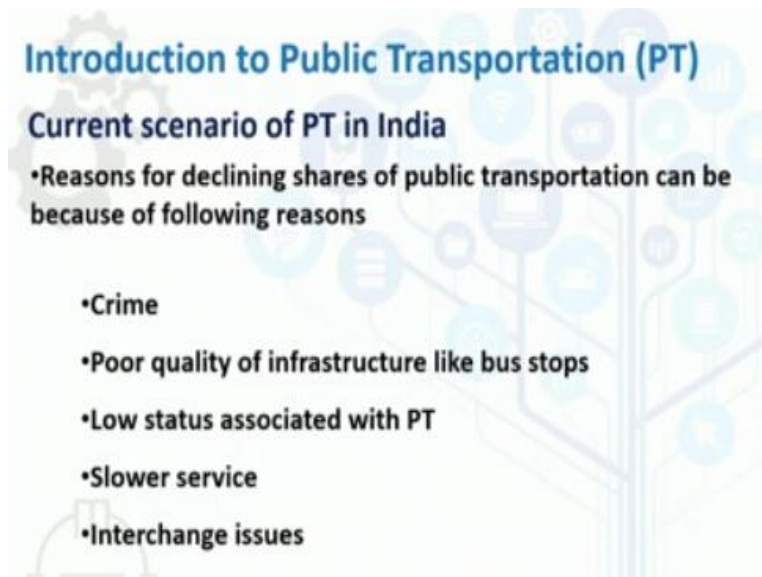 Introduction to Public Transportation (PT)
Current scenario of PT in India
•Reasons for declining shares of public transportation can be
because of following reasons
•Crime
•Poor quality of infrastructure like bus stops
•Low status associated with PT
•Slower service
•Interchange issues